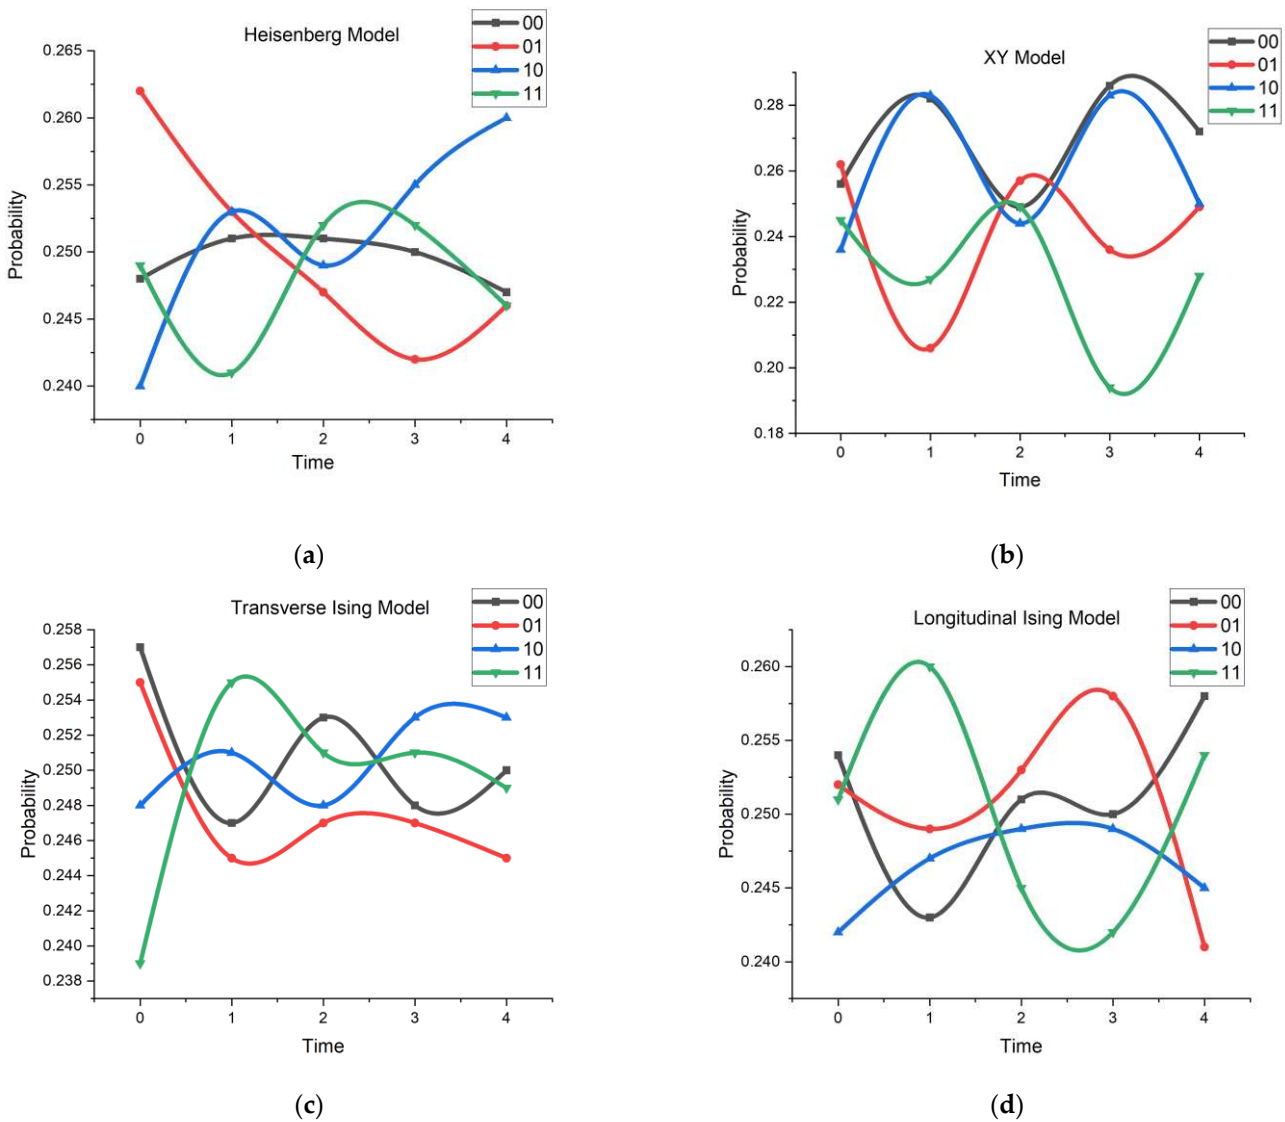 Heisenberg Model
00
01
10
11
0.265
0.260
0.255
0.250
0.245
0.240
Probability
0 1 2 3 4
Time
(a)
XY Model
00
01
10
11
0.28
0.26
0.24
0.22
0.20
0.18
Probability
0 1 2 3 4
Time
(b)
Transverse Ising Model
00
01
10
11
0.258
0.256
0.254
0.252
0.250
0.248
0.246
0.244
0.242
0.240
0.238
Probability
0 1 2 3 4
Time
(c)
Longitudinal Ising Model
00
01
10
11
0.260
0.255
0.250
0.245
0.240
Probability
0 1 2 3 4
Time
(d)